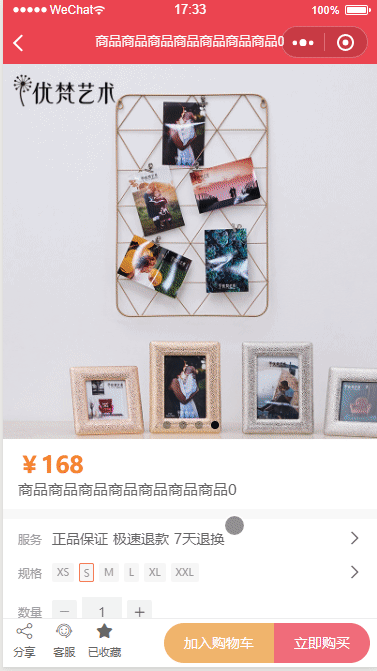 WeChat 17:33 100%
商品商品商品商品商品商品商品0
优梵艺术
¥168
商品商品商品商品商品商品商品0
服务 正品保证 极速退款 7天退换
规格 XS S M L XL XXL
数量 − 1 +
分享 客服 已收藏 加入购物车 立即购买